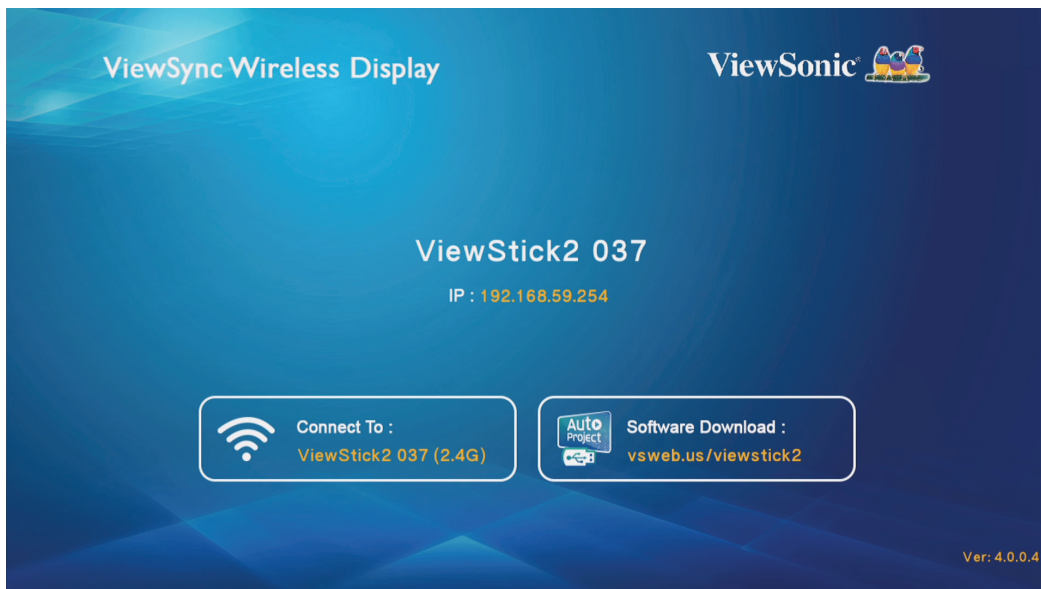 ViewSync Wireless Display
ViewSonic®
ViewStick2 037
IP : 192.168.59.254
Connect To :
ViewStick2 037 (2.4G)
Auto
Project
Software Download :
vsweb.us/viewstick2
Ver: 4.0.0.4